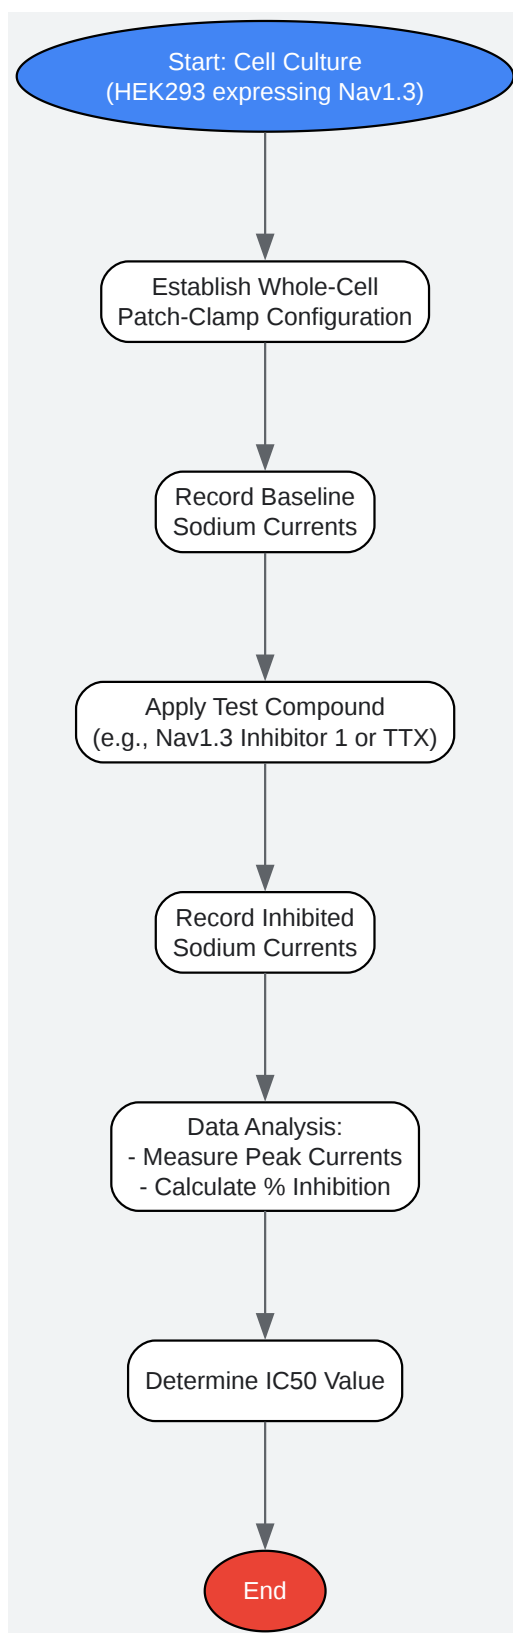 Start: Cell Culture
(HEK293 expressing Nav1.3)
Establish Whole-Cell
Patch-Clamp Configuration
Record Baseline
Sodium Currents
Apply Test Compound
(e.g., Nav1.3 Inhibitor 1 or TTX)
Record Inhibited
Sodium Currents
Data Analysis:
- Measure Peak Currents
- Calculate % Inhibition
Determine IC50 Value
End